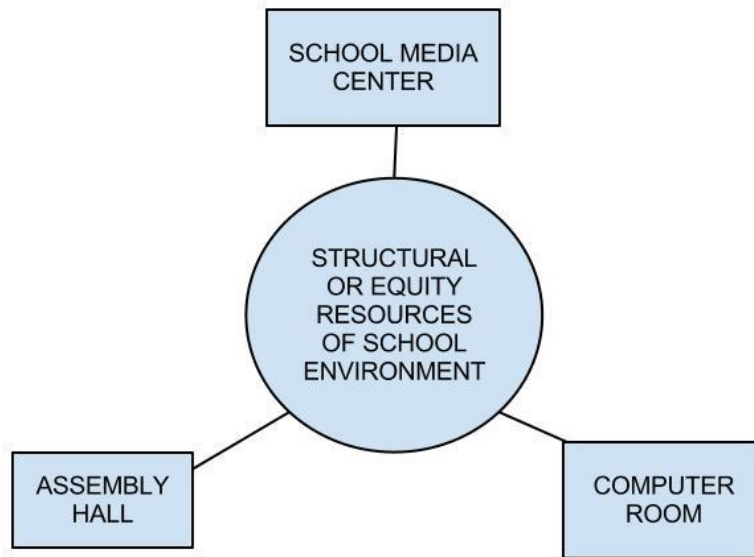 SCHOOL MEDIA
CENTER
STRUCTURAL
OR EQUITY
RESOURCES
OF SCHOOL
ENVIRONMENT
ASSEMBLY
HALL
COMPUTER
ROOM